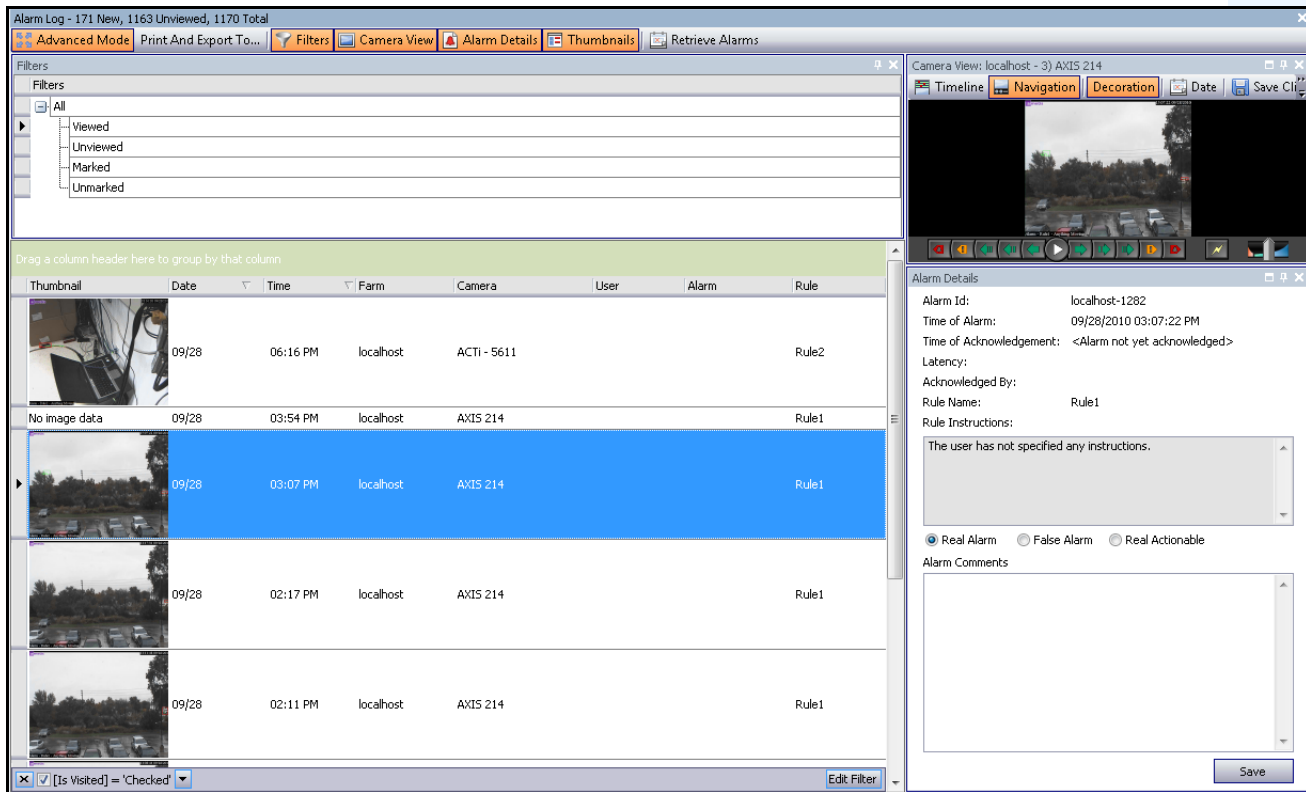 Alarm Log - 171 New, 1163 Unviewed, 1170 Total
Advanced Mode Print And Export To... Filters Camera View Alarm Details Thumbnails Retrieve Alarms
Filters
Filters
All
Viewed
Unviewed
Marked
Unmarked
Drag a column header here to group by that column
Thumbnail Date Time Farm Camera User Alarm Rule
09/28 06:16 PM localhost ACTi - 5611 Rule2
No image data 09/28 03:54 PM localhost AXIS 214 Rule1
09/28 03:07 PM localhost AXIS 214 Rule1
09/28 02:17 PM localhost AXIS 214 Rule1
09/28 02:11 PM localhost AXIS 214 Rule1
[Is Visited] = 'Checked' Edit Filter
Camera View: localhost - 3) AXIS 214
Timeline Navigation Decoration Date Save Cli
Alarm Details
Alarm Id: localhost-1282
Time of Alarm: 09/28/2010 03:07:22 PM
Time of Acknowledgement: <Alarm not yet acknowledged>
Latency:
Acknowledged By:
Rule Name: Rule1
Rule Instructions:
The user has not specified any instructions.
Real Alarm False Alarm Real Actionable
Alarm Comments
Save